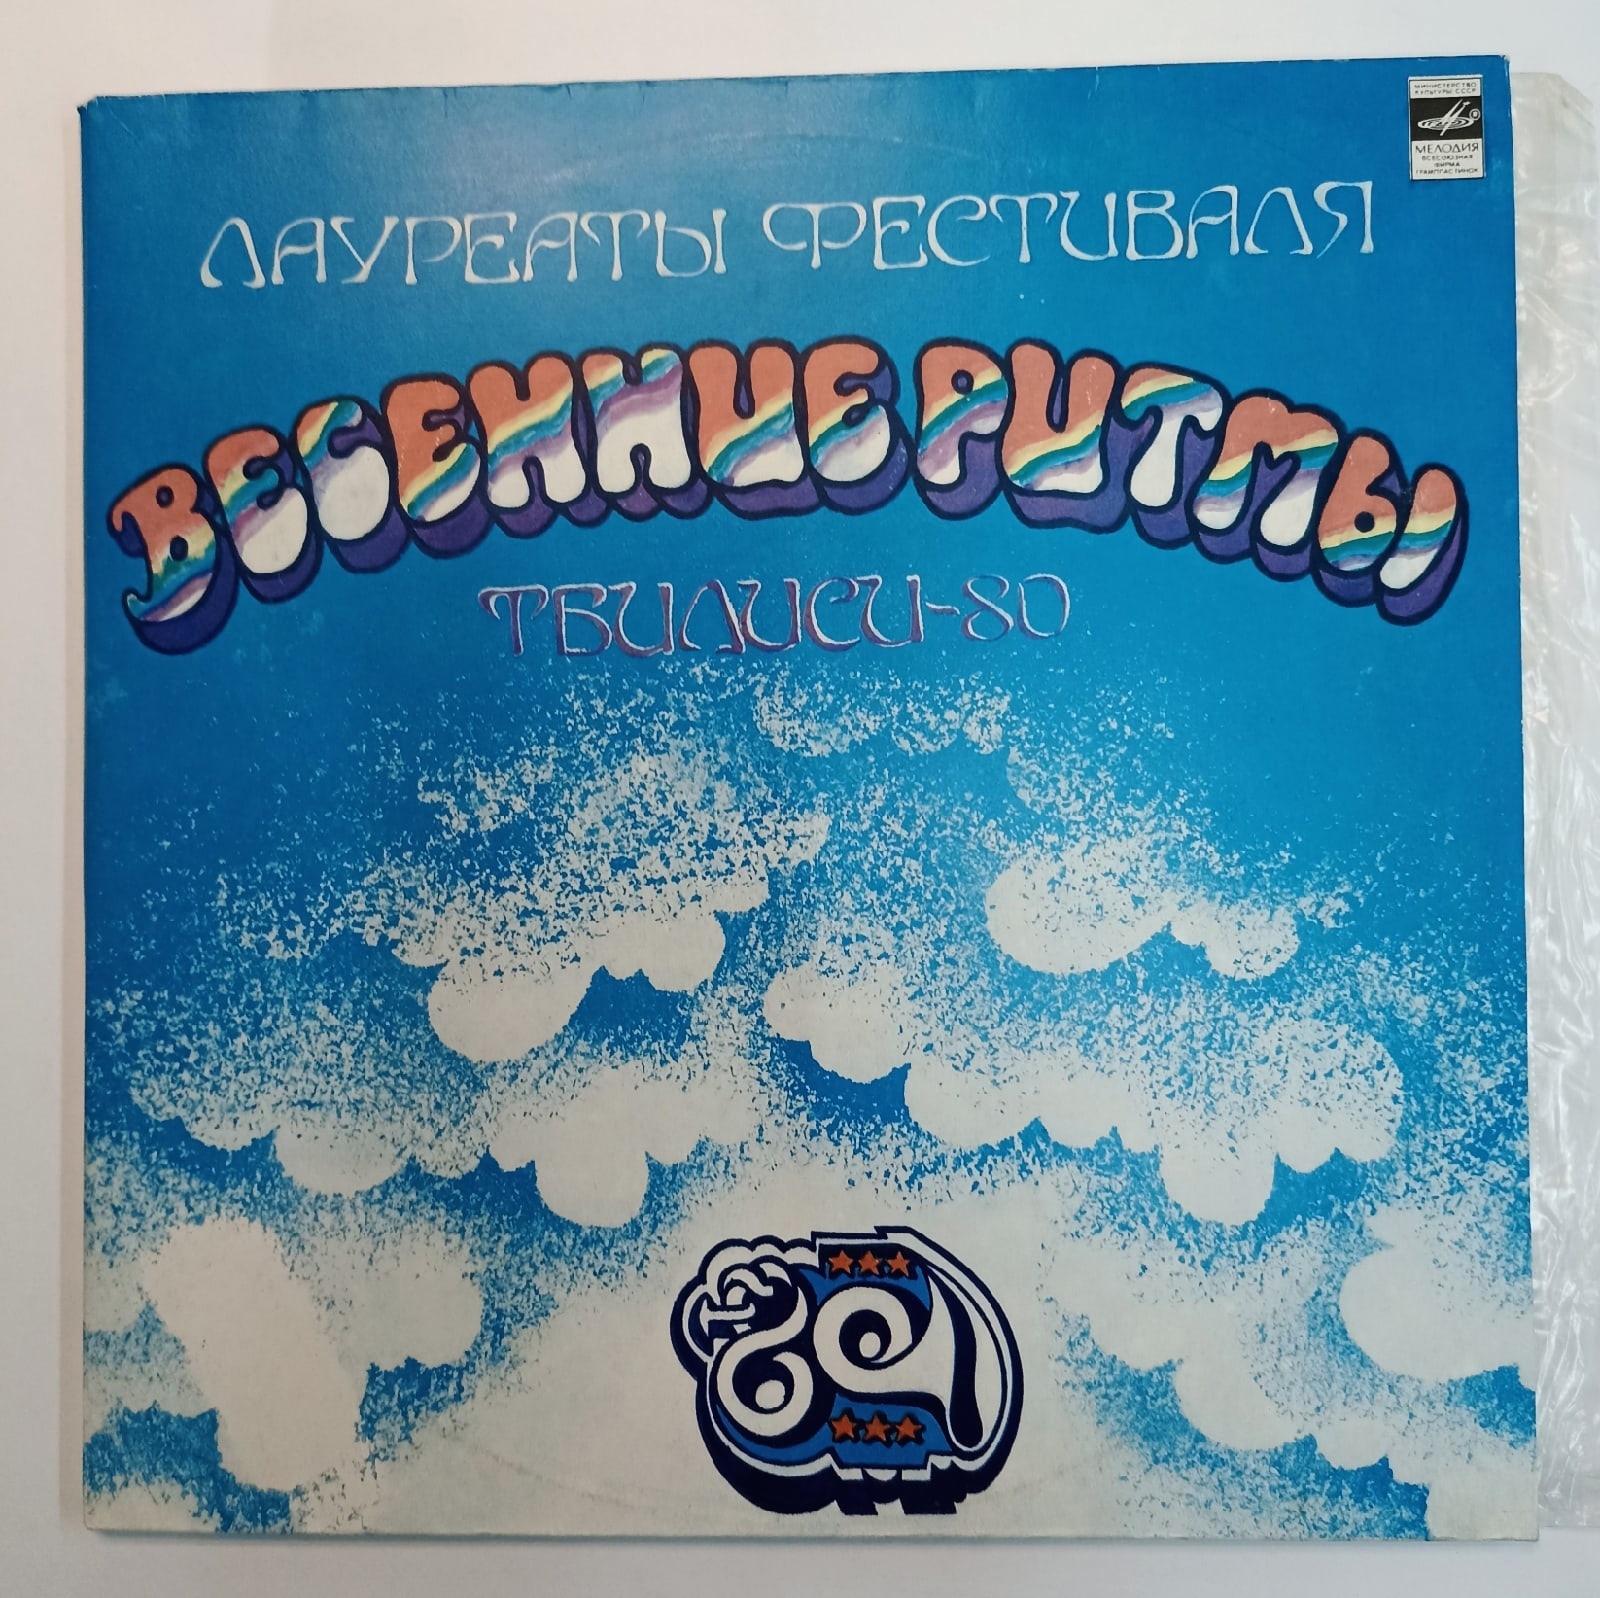 МИНИСТЕРСТВО
КУЛЬТУРЫ СССР
МЕЛОДИЯ
ВСЕСОЮЗНАЯ
ФИРМА
ГРАМПЛАСТИНОК
ЛАУРЕАТЫ ФЕСТИВАЛЯ
ВЕСЕННИЕ РИТМЫ
ТБИЛИСИ-80